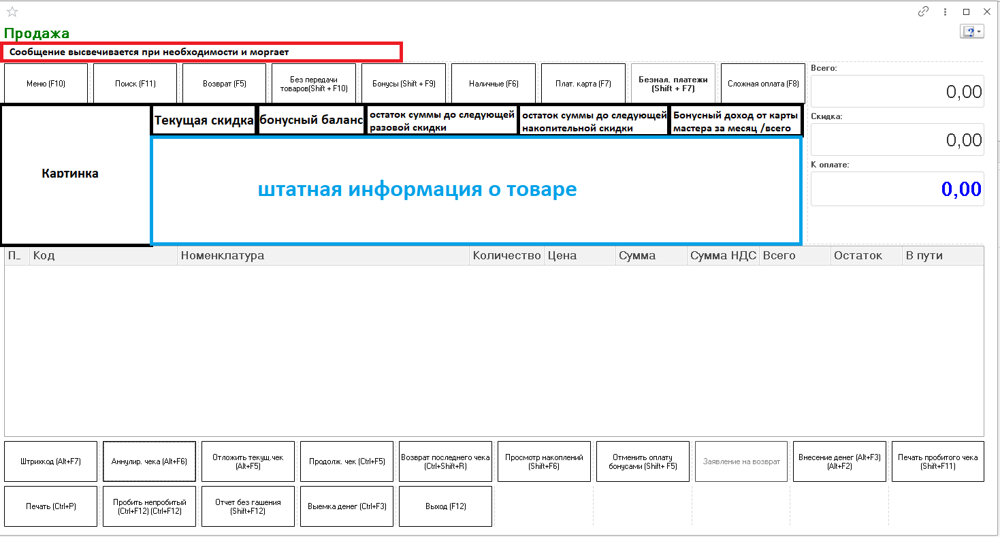 Продажа
Сообщение высвечивается при необходимости и моргает
Меню (F10)
Поиск (F11)
Возврат (F5)
Без передачи
товаров(Shift + F10)
Бонусы (Shift + F9)
Наличные (F6)
Плат. карта (F7)
Безнал. платежи
(Shift + F7)
Сложная оплата (F8)
Всего:
0,00
Скидка:
0,00
К оплате:
0,00
Картинка
Текущая скидка
бонусный баланс
остаток суммы до следующей
разовой скидки
остаток суммы до следующей
накопительной скидки
Бонусный доход от карты
мастера за месяц /всего
штатная информация о товаре
П_ Код Номенклатура Количество Цена Сумма Сумма НДС Всего Остаток В пути
Штрихкод (Alt+F7)
Аннулир. чека (Alt+F6)
Отложить текущ.чек
(Alt+F5)
Продолж. чек (Ctrl+F5)
Возврат последнего чека
(Ctrl+Shift+R)
Просмотр накоплений
(Shift+F6)
Отменить оплату
бонусами (Shift+ F5)
Заявление на возврат
Внесение денег (Alt+F3)
(Alt+F2)
Печать пробитого чека
(Shift+F11)
Печать (Ctrl+P)
Пробить непробитый
(Ctrl+F12) (Ctrl+F12)
Отчет без гашения
(Shift+F12)
Выемка денег (Ctrl+F3)
Выход (F12)